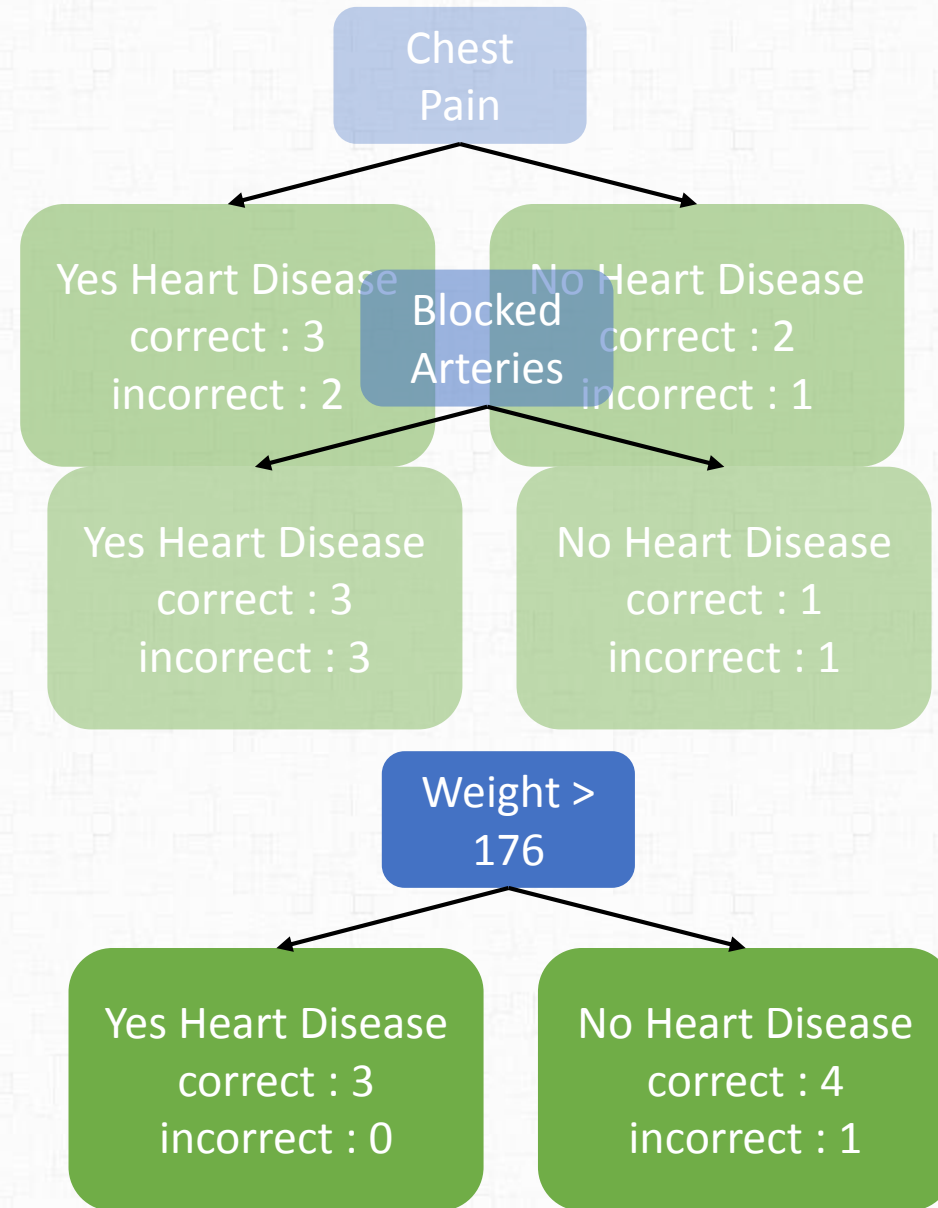 Chest
Pain
Yes Heart Disease
correct : 3
incorrect : 2
No Heart Disease
correct : 2
incorrect : 1
Blocked
Arteries
Yes Heart Disease
correct : 3
incorrect : 3
No Heart Disease
correct : 1
incorrect : 1
Weight >
176
Yes Heart Disease
correct : 3
incorrect : 0
No Heart Disease
correct : 4
incorrect : 1